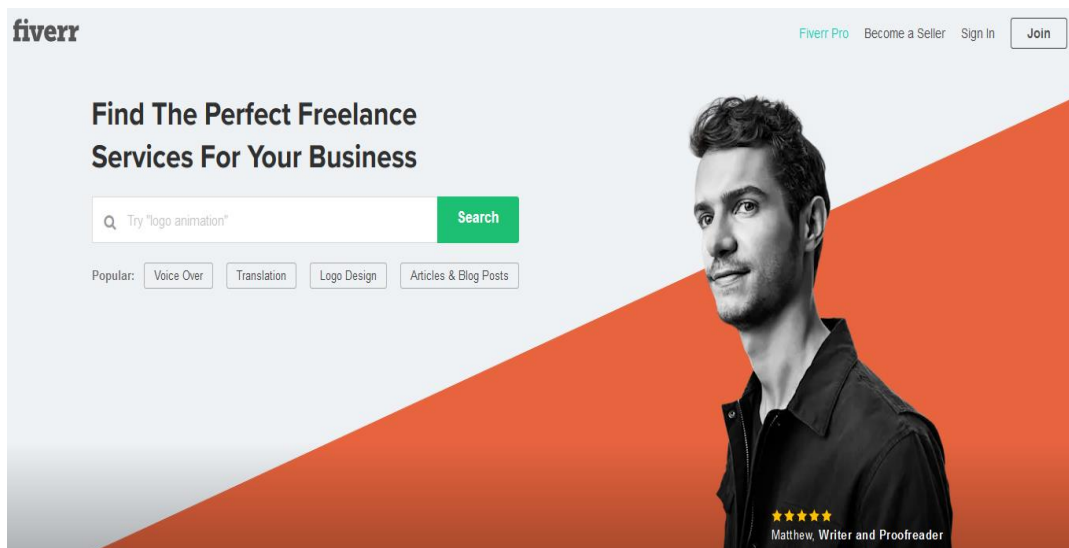 fiverr
Fiverr Pro Become a Seller Sign In Join
Find The Perfect Freelance
Services For Your Business
Try "logo animation" Search
Popular: Voice Over Translation Logo Design Articles & Blog Posts
Matthew, Writer and Proofreader